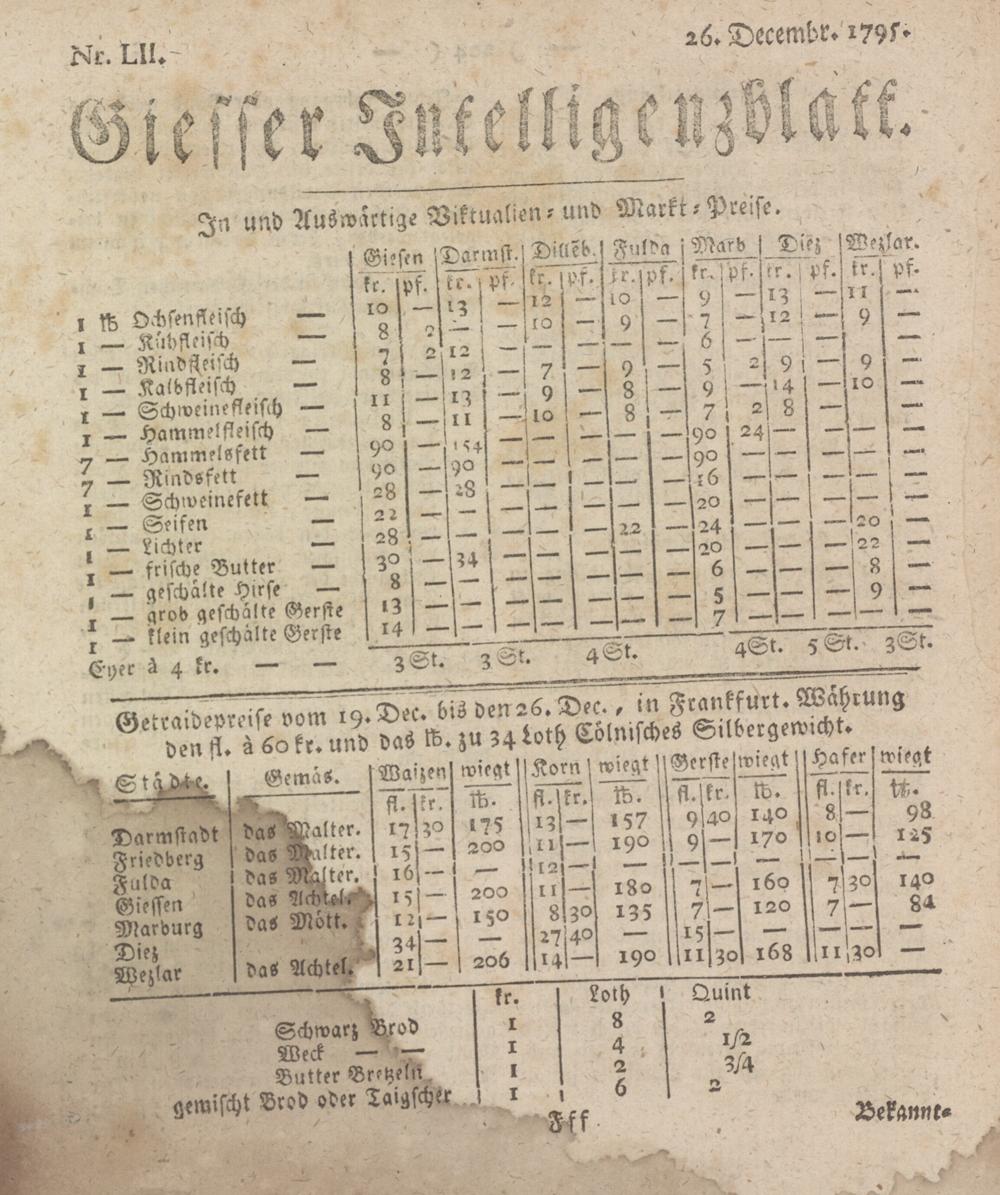 Nr. LII.
26. Decembr. 1795.
Giesser Intelligenzblatt.
In und Auswärtige Viktualien- und Markt-Preise.
Giesen Darmst. Dillēb. Fulda Marb Diez Wezlar.
kr. pf. kr. pf. kr. pf. kr. pf. kr. pf. kr. pf. kr. pf.
1 ℔ Ochsenfleisch — 10 — 13 — 12 — 10 — 9 — 13 — 11 —
1 — Kühfleisch 8 2 — — 10 — 9 — 7 — 12 — 9 —
1 — Rindfleisch — 7 2 12 — — — — — 6 — — — — —
1 — Kalbfleisch — 8 — 12 — 7 — 9 — 5 2 9 — 9 —
1 — Schweinefleisch — 11 — 13 — 9 — 8 — 9 — 14 — 10 —
1 — Hammelfleisch — 8 — 11 — 10 — 8 — 7 2 8 — — —
7 — Hammelsfett — 90 — 154 — — — — — 90 24 — — — —
7 — Rindsfett — 90 — 90 — — — — — 90 — — — — —
1 — Schweinefett — 28 — 28 — — — — — 16 — — — — —
1 — Seifen — 22 — — — — — — — 20 — — — — —
1 — Lichter — 28 — — — — — 22 — 24 — — — 20 —
1 — frische Butter — 30 — 34 — — — — — 20 — — — 22 —
1 — geschälte Hirse — 8 — — — — — — — 6 — — — 8 —
1 — grob geschälte Gerste 13 — — — — — — — 5 — — — 9 —
1 — klein geschälte Gerste 14 — — — — — — — 7 — — — — —
Eyer à 4 kr. — — 3 St. 3 St. 4 St. 4 St. 5 St. 3 St.
Getraidepreise vom 19. Dec. bis den 26. Dec., in Frankfurt. Währung
den fl. à 60 kr. und das ℔. zu 34 Loth Cölnisches Silbergewicht.
Städte. Gemäs. Waizen wiegt Korn wiegt Gerste wiegt Hafer wiegt
fl. kr. ℔. fl. kr. ℔. fl. kr. ℔. fl. kr. ℔.
Darmstadt das Malter. 17 30 175 13 — 157 9 40 140 8 — 98
Friedberg das Malter. 15 — 200 11 — 190 9 — 170 10 — 125
Fulda das Malter. 16 — — 12 — — — — — — — —
Giessen das Achtel. 15 — 200 11 — 180 7 — 160 7 30 140
Marburg das Mött. 12 — 150 8 30 135 7 — 120 7 — 84
Diez 34 — — 27 40 — 15 — — — — —
Wezlar das Achtel. 21 — 206 14 — 190 11 30 168 11 30 —
kr. Loth Quint
Schwarz Brod 1 8 2
Weck — — 1 4 1/2
Butter Bretzeln 1 2 3/4
gemischt Brod oder Taigscher 1 6 2
Fff
Bekannt-